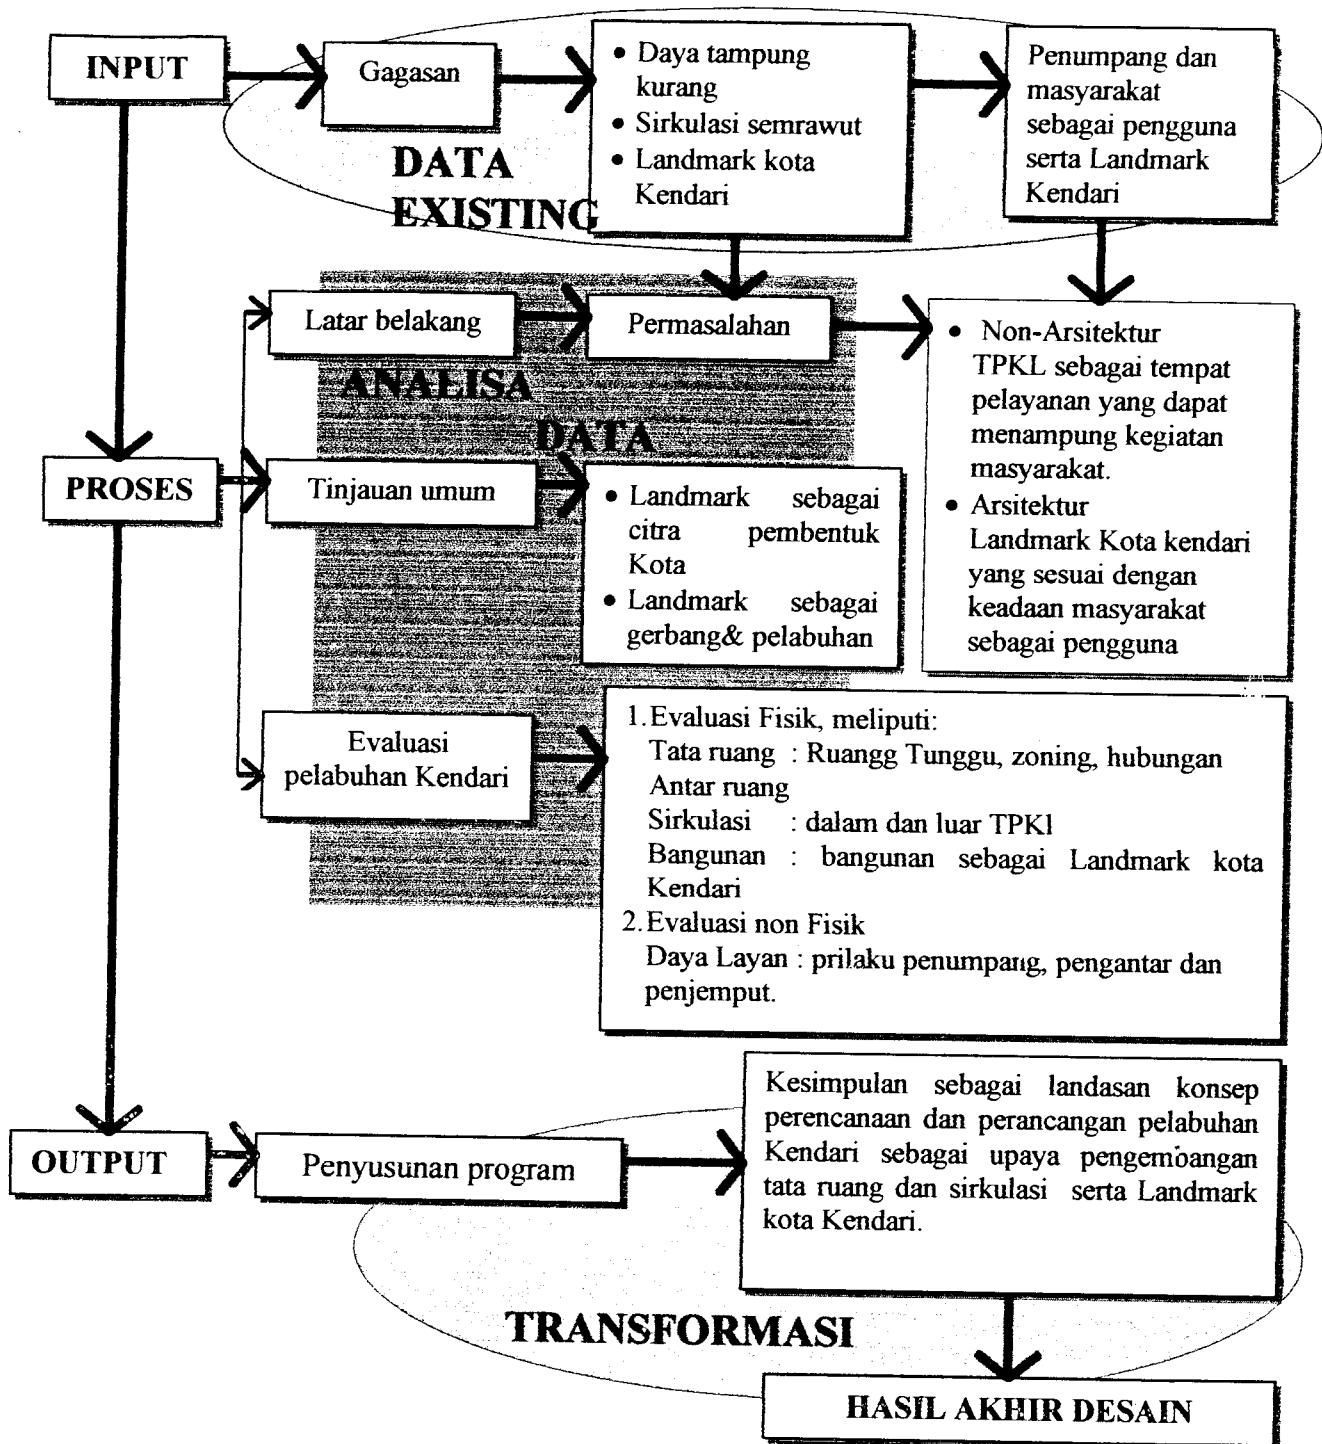 INPUT
Gagasan
• Daya tampung
kurang
• Sirkulasi semrawut
• Landmark kota
Kendari
Penumpang dan
masyarakat
sebagai pengguna
serta Landmark
Kendari
DATA
EXISTING
Latar belakang
Permasalahan
• Non-Arsitektur
TPKL sebagai tempat
pelayanan yang dapat
menampung kegiatan
masyarakat.
• Arsitektur
Landmark Kota kendari
yang sesuai dengan
keadaan masyarakat
sebagai pengguna
ANALISA
DATA
PROSES
Tinjauan umum
• Landmark sebagai
citra pembentuk
Kota
• Landmark sebagai
gerbang& pelabuhan
Evaluasi
pelabuhan Kendari
1. Evaluasi Fisik, meliputi:
Tata ruang : Ruangg Tunggu, zoning, hubungan
Antar ruang
Sirkulasi : dalam dan luar TPKl
Bangunan : bangunan sebagai Landmark kota
Kendari
2. Evaluasi non Fisik
Daya Layan : prilaku penumpang, pengantar dan
penjemput.
OUTPUT
Penyusunan program
Kesimpulan sebagai landasan konsep
perencanaan dan perancangan pelabuhan
Kendari sebagai upaya pengembangan
tata ruang dan sirkulasi serta Landmark
kota Kendari.
TRANSFORMASI
HASIL AKHIR DESAIN